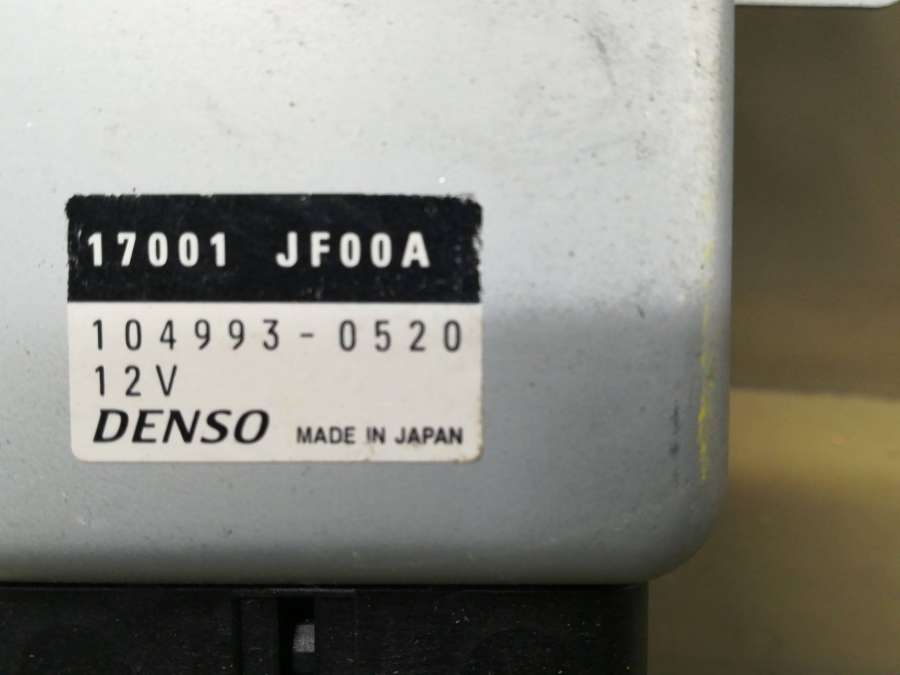 17001 JF00A
104993-0520
12V
DENSO MADE IN JAPAN